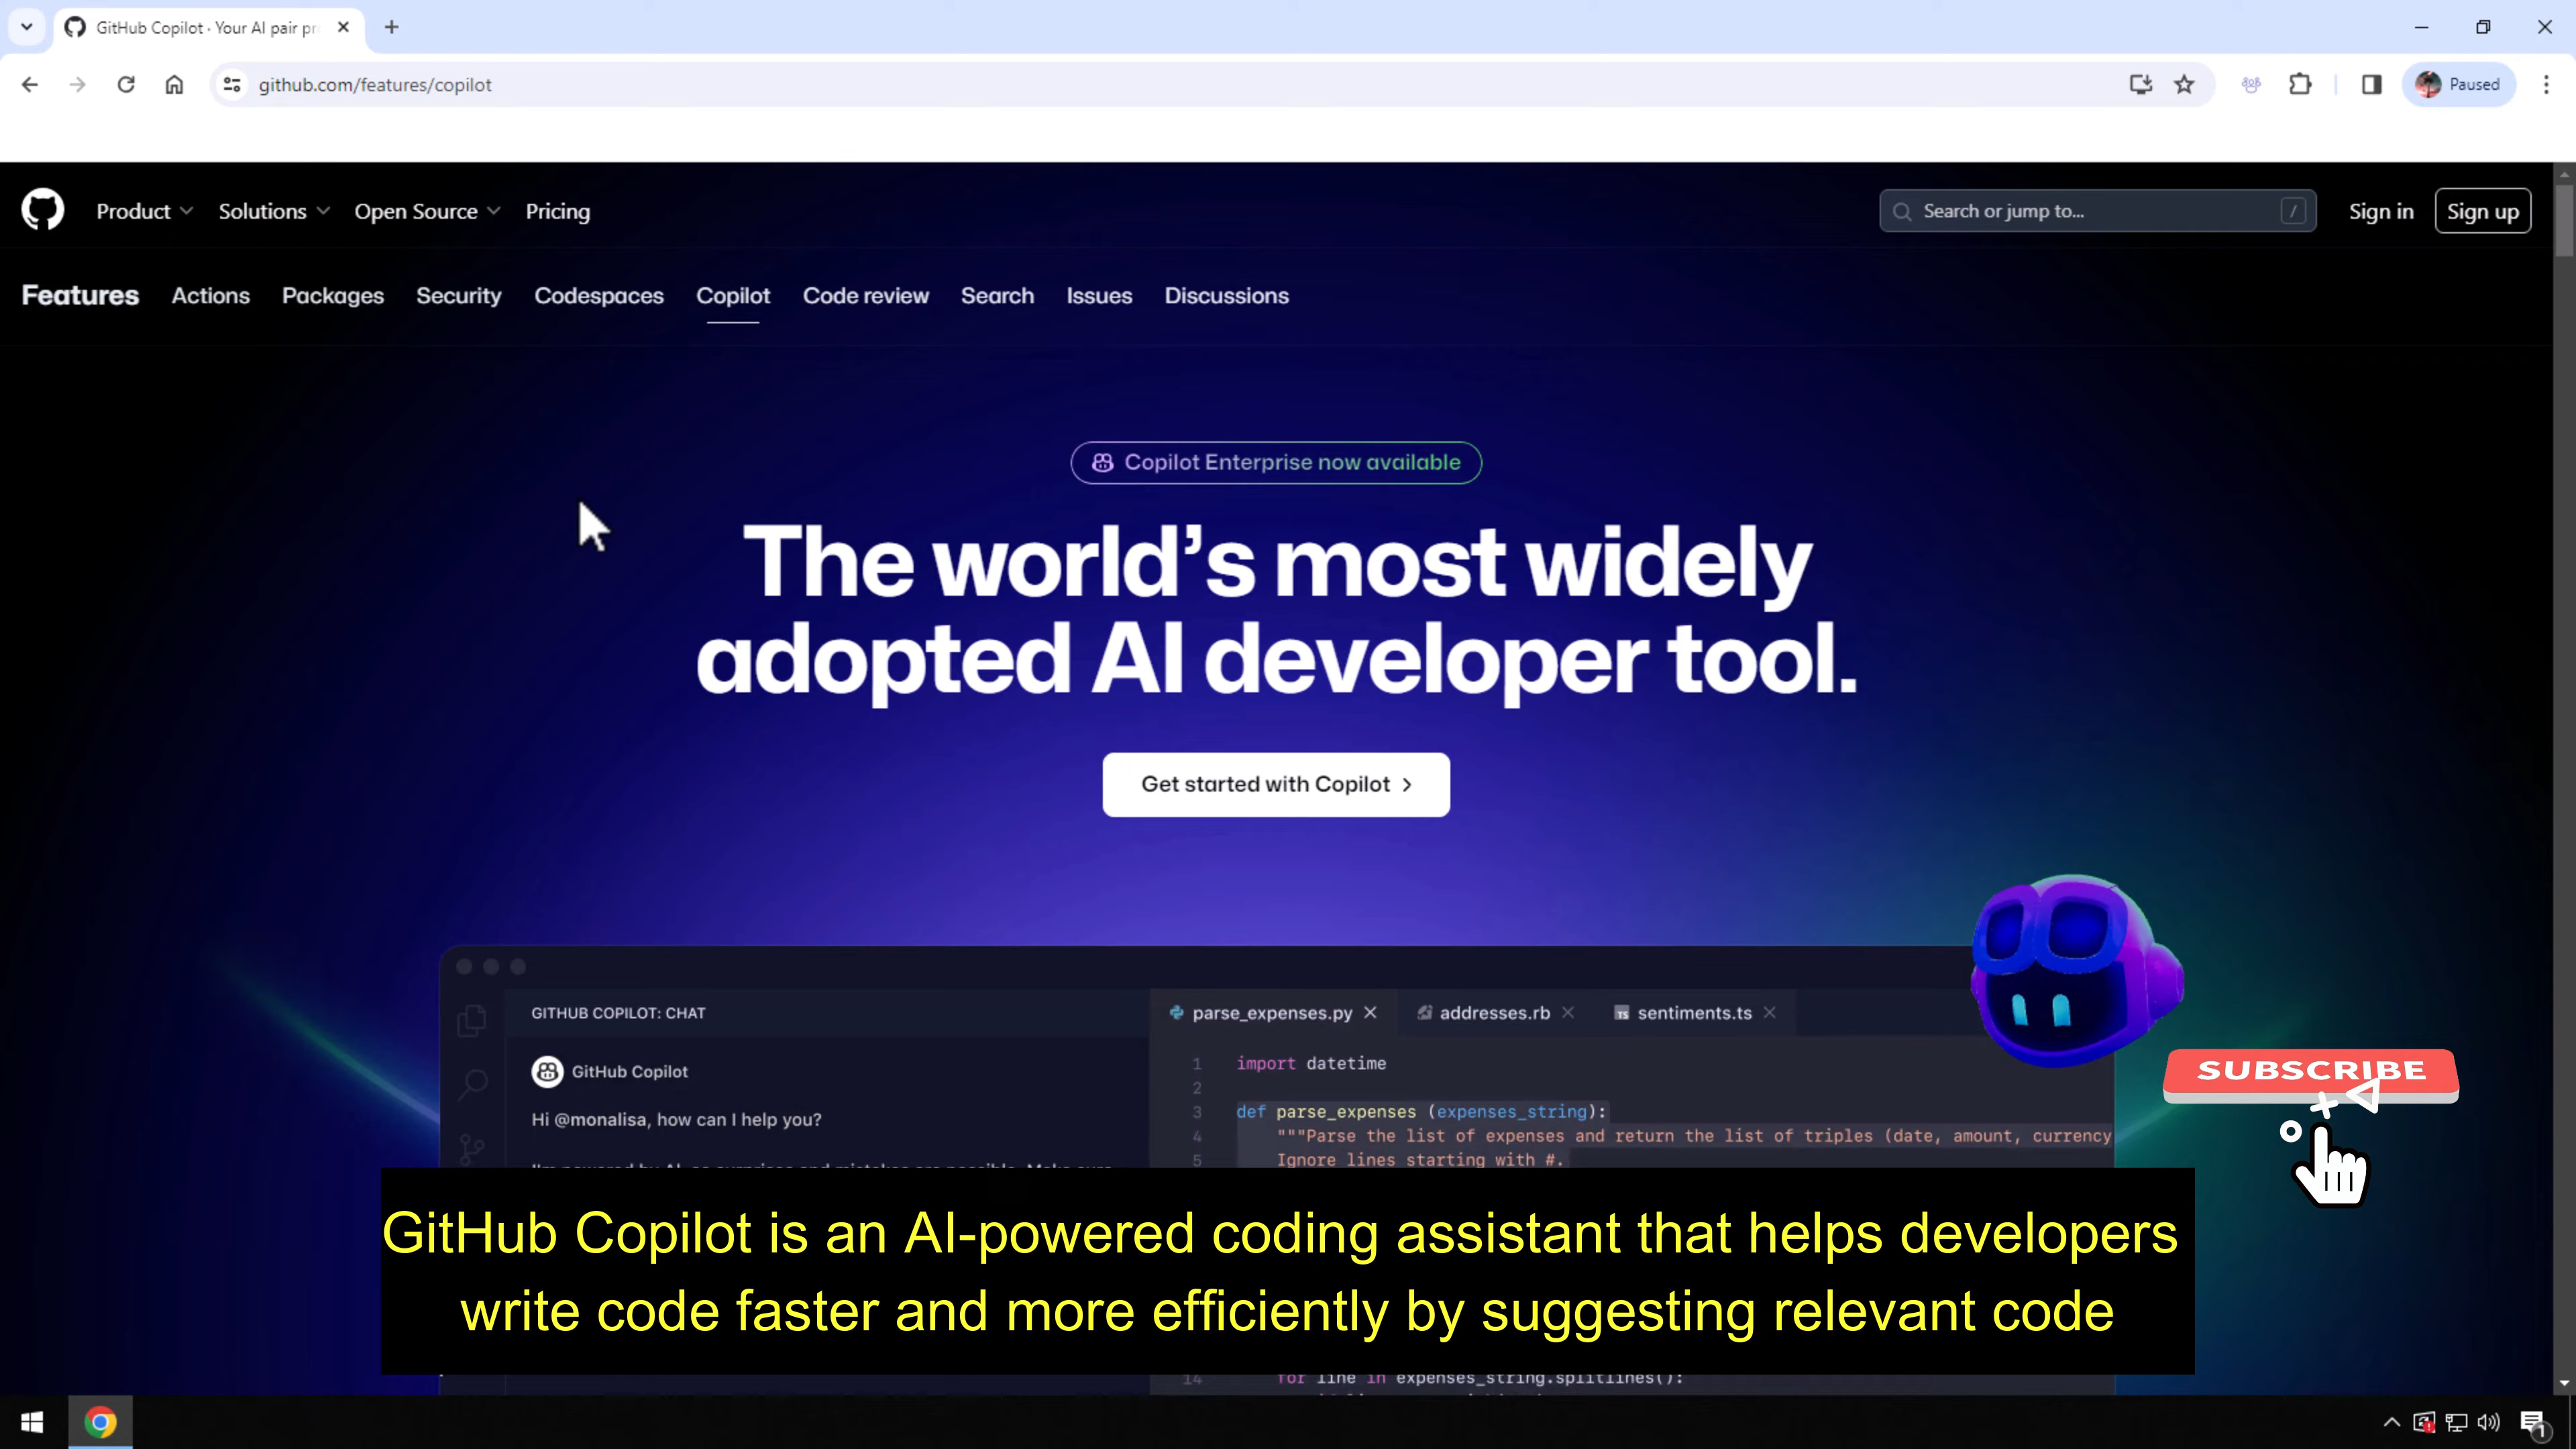 GitHub Copilot · Your AI pair pr
github.com/features/copilot
Paused
Product Solutions Open Source Pricing
Search or jump to... /
Sign in Sign up
Features Actions Packages Security Codespaces Copilot Code review Search Issues Discussions
Copilot Enterprise now available
The world's most widely
adopted AI developer tool.
Get started with Copilot
GITHUB COPILOT: CHAT
GitHub Copilot
Hi @monalisa, how can I help you?
parse_expenses.py addresses.rb TS sentiments.ts
1 import datetime
2
3 def parse_expenses (expenses_string):
4 """Parse the list of expenses and return the list of triples (date, amount, currency
5 Ignore lines starting with #.
SUBSCRIBE
GitHub Copilot is an AI-powered coding assistant that helps developers
write code faster and more efficiently by suggesting relevant code
14 for line in expenses_string.splitlines():
1